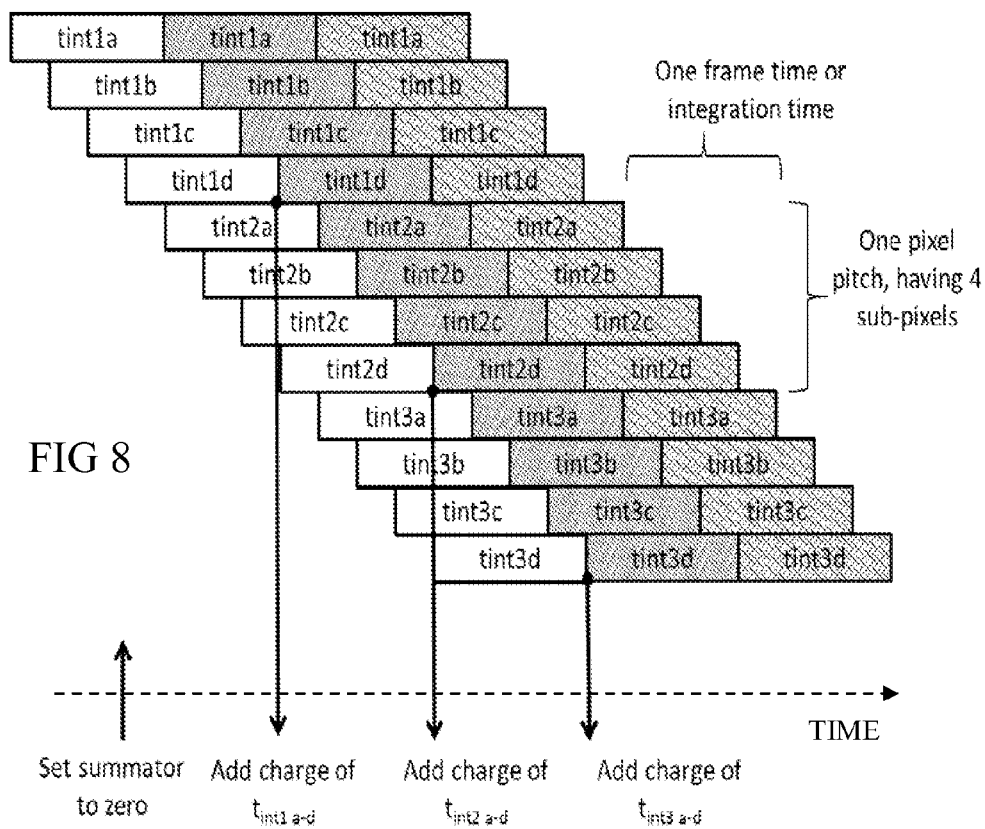 tint1a tint1a tint1a
tint1b tint1b tint1b
tint1c tint1c tint1c
tint1d tint1d tint1d
tint2a tint2a tint2a
tint2b tint2b tint2b
tint2c tint2c tint2c
tint2d tint2d tint2d
tint3a tint3a tint3a
tint3b tint3b tint3b
tint3c tint3c tint3c
tint3d tint3d tint3d
One frame time or
integration time
One pixel
pitch, having 4
sub-pixels
FIG 8
TIME
Set summator
to zero
Add charge of
tint1 a-d
Add charge of
tint2 a-d
Add charge of
tint3 a-d